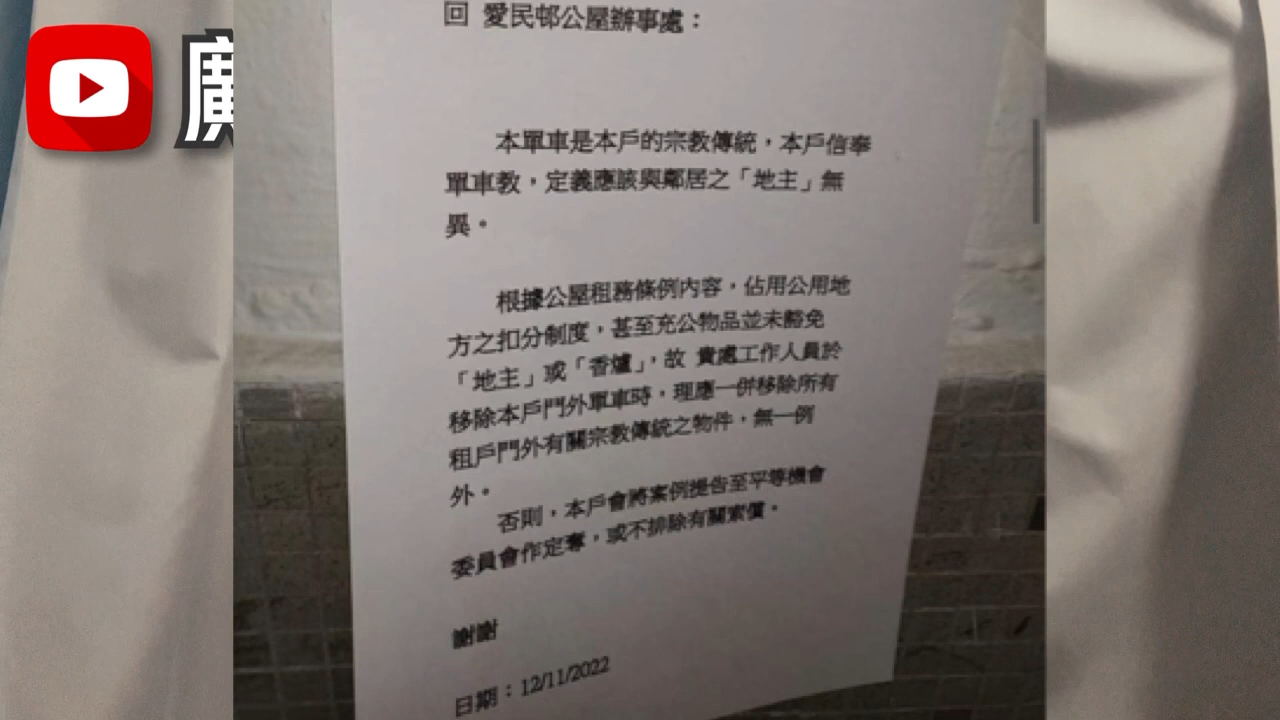 廣
回 愛民邨公屋辦事處：
本單車是本戶的宗教傳統，本戶信奉
單車教，定義應該與鄰居之「地主」無
異。
根據公屋租務條例內容，佔用公用地
方之扣分制度，甚至充公物品並未豁免
「地主」或「香爐」，故 貴處工作人員於
移除本戶門外單車時，理應一併移除所有
租戶門外有關宗教傳統之物件，無一例
外。
否則，本戶會將案例提告至平等機會
委員會作定奪，或不排除有關索償。
謝謝
日期：12/11/2022